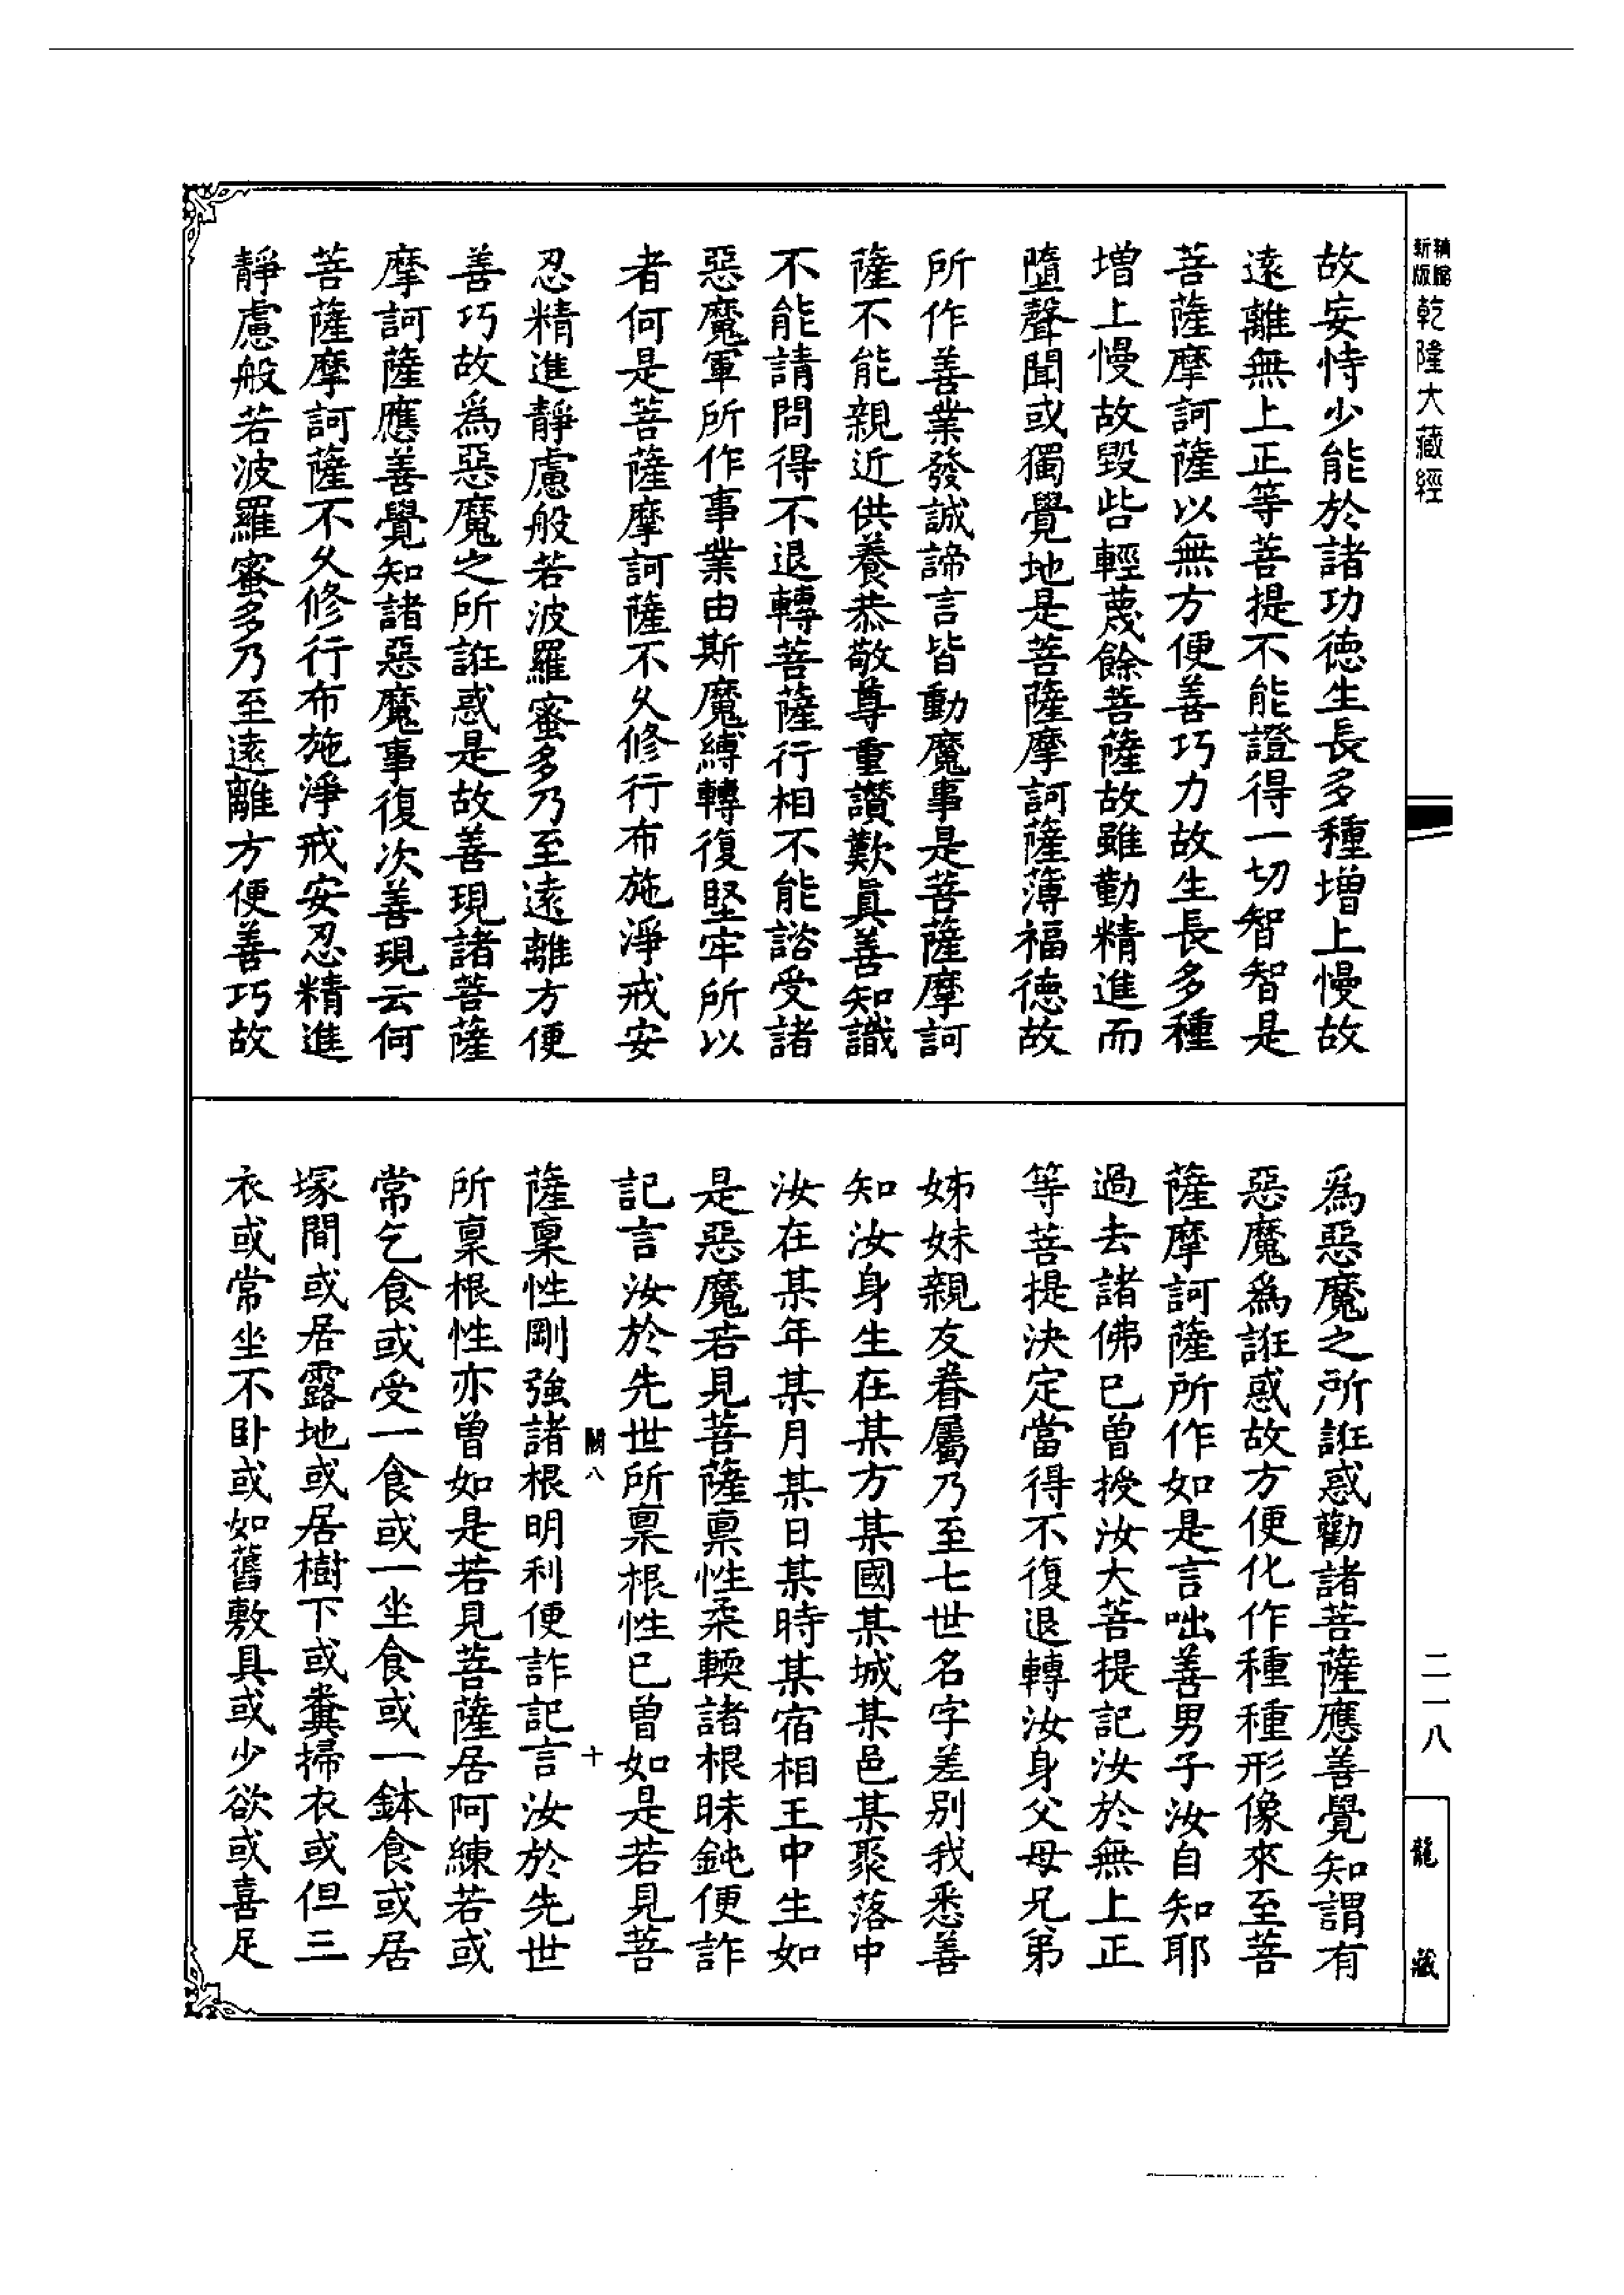 新版
精縮
乾隆大藏經
二一八
龍藏
故妄恃少能於諸功德生長多種增上慢故
遠離無上正等菩提不能證得一切智智是
菩薩摩訶薩以無方便善巧力故生長多種
增上慢故毀呰輕蔑餘菩薩故雖勤精進而
墮聲聞或獨覺地是菩薩摩訶薩薄福德故
所作善業發誠諦言皆動魔事是菩薩摩訶
薩不能親近供養恭敬尊重讚歎真善知識
不能請問得不退轉菩薩行相不能諮受諸
惡魔軍所作事業由斯魔縛轉復堅牢所以
者何是菩薩摩訶薩不久修行布施淨戒安
忍精進靜慮般若波羅蜜多乃至遠離方便
善巧故為惡魔之所誑惑是故善現諸菩薩
摩訶薩應善覺知諸惡魔事復次善現云何
菩薩摩訶薩不久修行布施淨戒安忍精進
靜慮般若波羅蜜多乃至遠離方便善巧故
為惡魔之所誑惑勸諸菩薩應善覺知謂有
惡魔為誑惑故方便化作種種形像來至菩
薩摩訶薩所作如是言咄善男子汝自知耶
過去諸佛已曾授汝大菩提記汝於無上正
等菩提決定當得不復退轉汝身父母兄弟
姊妹親友眷屬乃至七世名字差別我悉善
知汝身生在某方某國某城某邑某聚落中
汝在某年某月某日某時某宿相王中生如
是惡魔若見菩薩稟性柔輭諸根昧鈍便詐
記言汝於先世所稟根性已曾如是若見菩
薩稟性剛強諸根明利便詐記言汝於先世
所稟根性亦曾如是若見菩薩居阿練若或
常乞食或受一食或一坐食或一鉢食或居
塚間或居露地或居樹下或糞掃衣或但三
衣或常坐不臥或如舊敷具或少欲或喜足
八
十